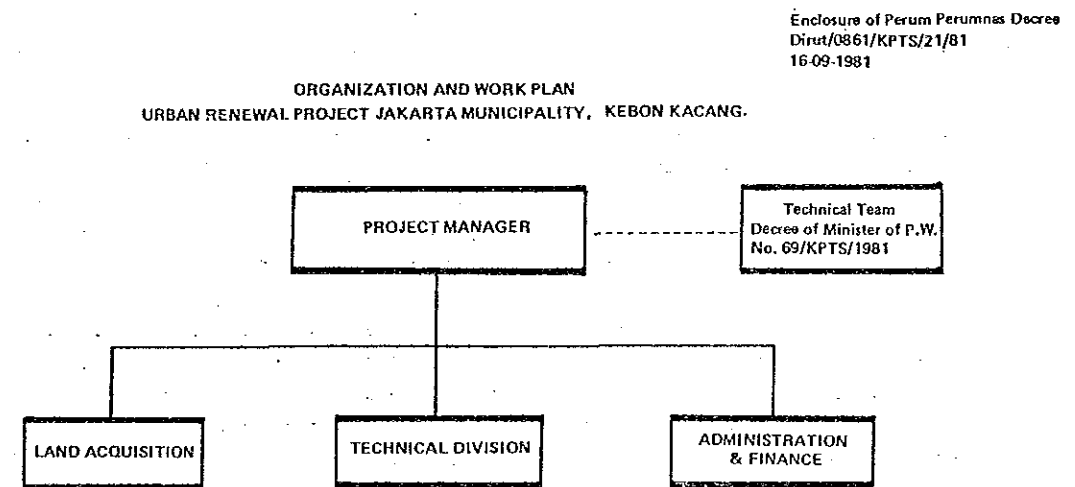 Enclosure of Perum Perumnas Decree
Dirut/0861/KPTS/21/81
16-09-1981
ORGANIZATION AND WORK PLAN
URBAN RENEWAL PROJECT JAKARTA MUNICIPALITY, KEBON KACANG.
PROJECT MANAGER
Technical Team
Decree of Minister of P.W.
No. 69/KPTS/1981
LAND ACQUISITION
TECHNICAL DIVISION
ADMINISTRATION
& FINANCE